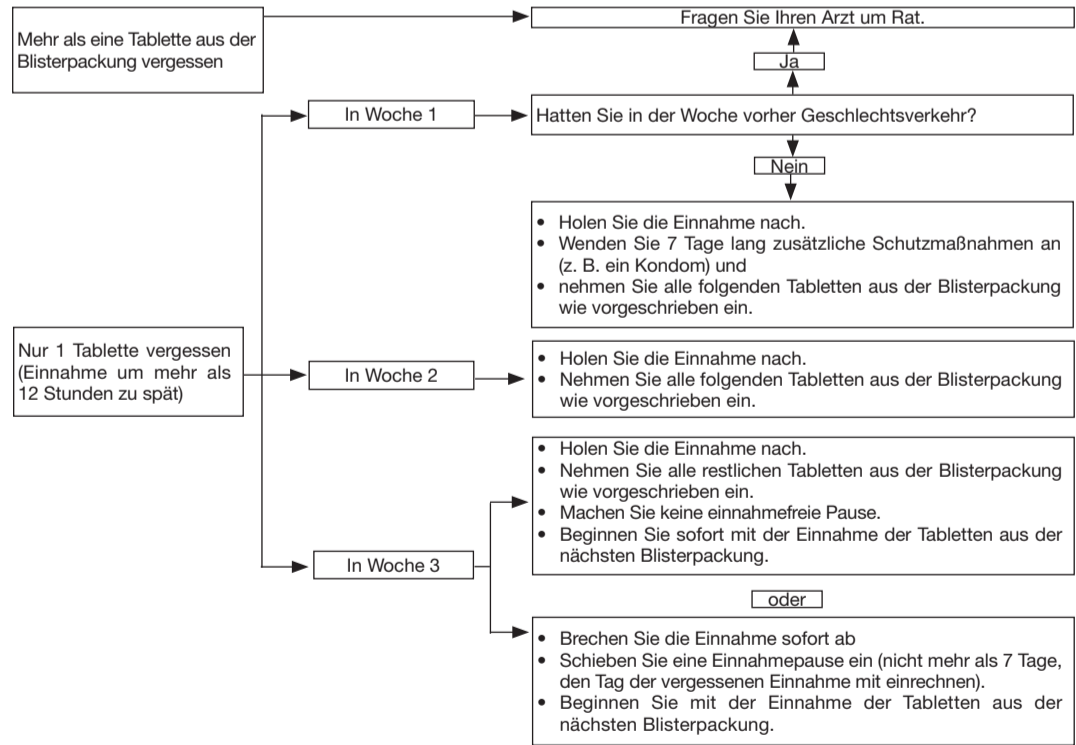 Mehr als eine Tablette aus der
Blisterpackung vergessen
Fragen Sie Ihren Arzt um Rat.
Ja
In Woche 1
Hatten Sie in der Woche vorher Geschlechtsverkehr?
Nein
• Holen Sie die Einnahme nach.
• Wenden Sie 7 Tage lang zusätzliche Schutzmaßnahmen an
(z. B. ein Kondom) und
• nehmen Sie alle folgenden Tabletten aus der Blisterpackung
wie vorgeschrieben ein.
Nur 1 Tablette vergessen
(Einnahme um mehr als
12 Stunden zu spät)
In Woche 2
• Holen Sie die Einnahme nach.
• Nehmen Sie alle folgenden Tabletten aus der Blisterpackung
wie vorgeschrieben ein.
In Woche 3
• Holen Sie die Einnahme nach.
• Nehmen Sie alle restlichen Tabletten aus der Blisterpackung
wie vorgeschrieben ein.
• Machen Sie keine einnahmefreie Pause.
• Beginnen Sie sofort mit der Einnahme der Tabletten aus der
nächsten Blisterpackung.
oder
• Brechen Sie die Einnahme sofort ab
• Schieben Sie eine Einnahmepause ein (nicht mehr als 7 Tage,
den Tag der vergessenen Einnahme mit einrechnen).
• Beginnen Sie mit der Einnahme der Tabletten aus der
nächsten Blisterpackung.